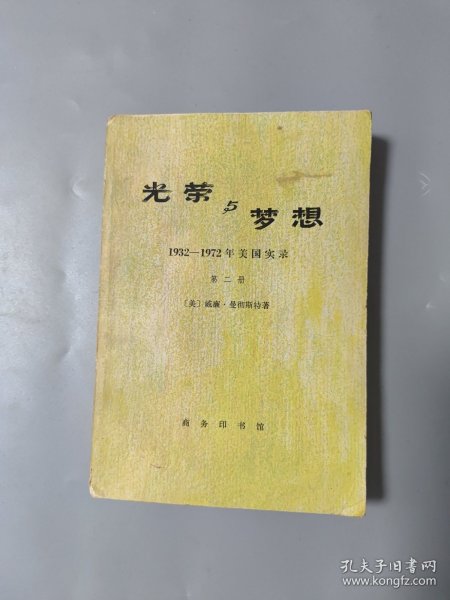 光荣与梦想
1932—1972年美国实录
第二册
〔美〕威廉·曼彻斯特著
商务印书馆
孔夫子旧书网
www.kongfz.com